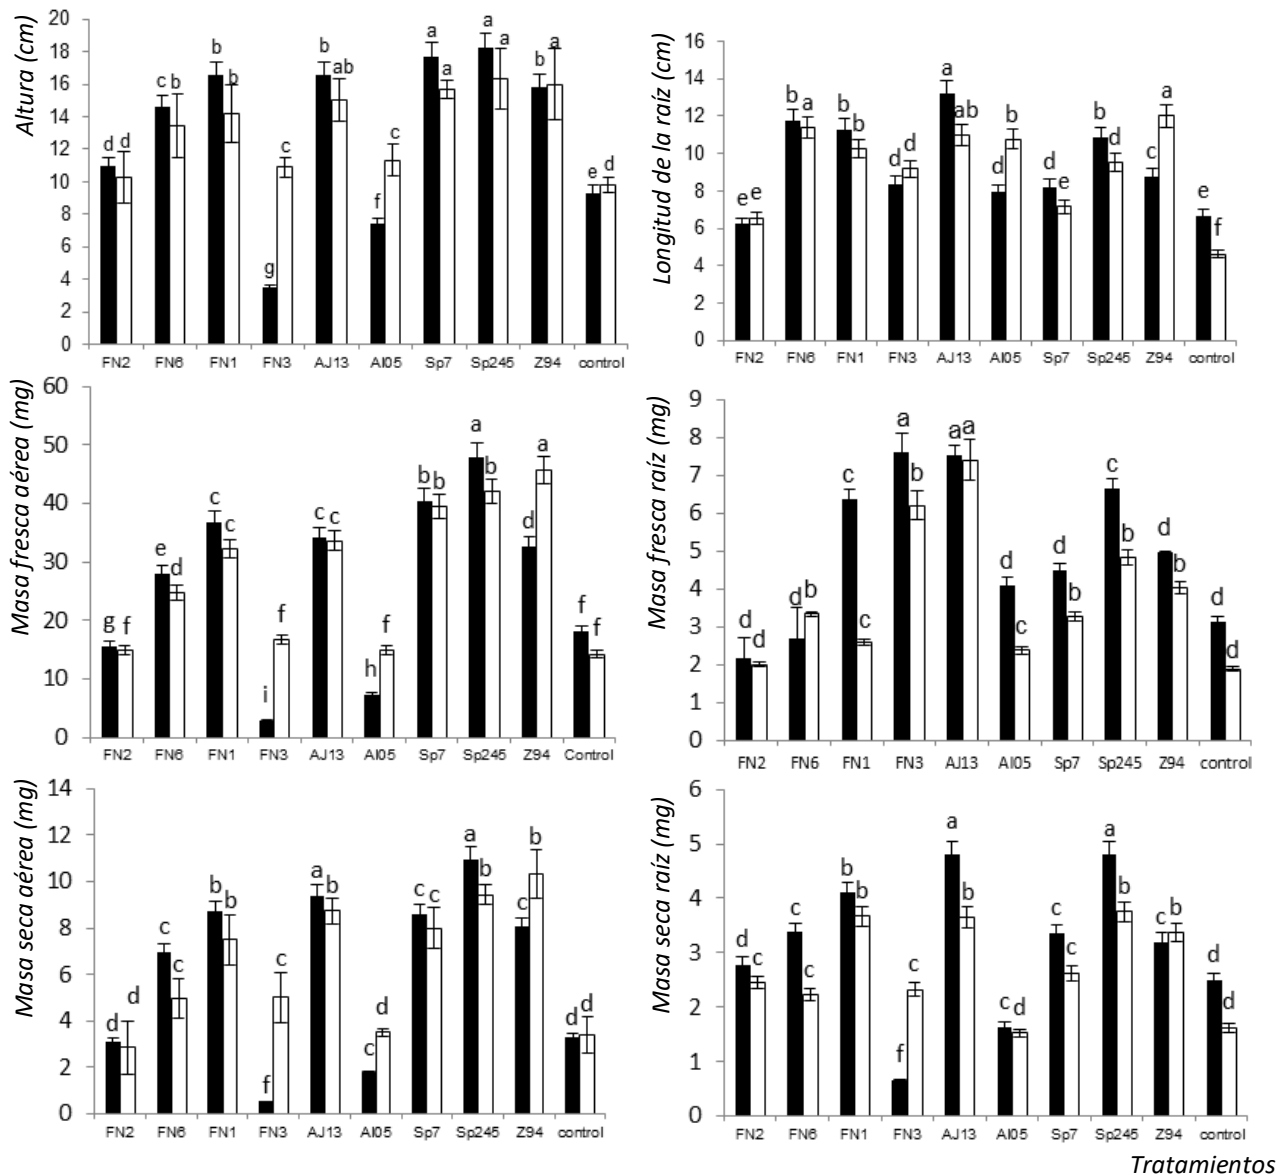 Altura (cm)
20
18
16
14
12
10
8
6
4
2
0
d d c b b b g c b ab f c a a a a b a e d
FN2 FN6 FN1 FN3 AJ13 AI05 Sp7 Sp245 Z94 control
Longitud de la raíz (cm)
16
14
12
10
8
6
4
2
0
e e b a b b d d a ab d b d e b d c a e f
FN2 FN6 FN1 FN3 AJ13 AI05 Sp7 Sp245 Z94 control
Masa fresca aérea (mg)
60
50
40
30
20
10
0
g f e d c c i f c c h f b b a b d a f f
FN2 FN6 FN1 FN3 AJ13 AI05 Sp7 Sp245 Z94 Control
Masa fresca raíz (mg)
9
8
7
6
5
4
3
2
1
0
d d d b c c a b a a d c d b c b d b d d
FN2 FN6 FN1 FN3 AJ13 AI05 Sp7 Sp245 Z94 control
Masa seca aérea (mg)
14
12
10
8
6
4
2
0
d d c c b b f c a b c d c c a b c b d d
FN2 FN6 FN1 FN3 AJ13 AI05 Sp7 Sp245 Z94 control
Masa seca raíz (mg)
6
5
4
3
2
1
0
d c c c b b f c a b c d c c a b c b d d
FN2 FN6 FN1 FN3 AJ13 AI05 Sp7 Sp245 Z94 control
Tratamientos